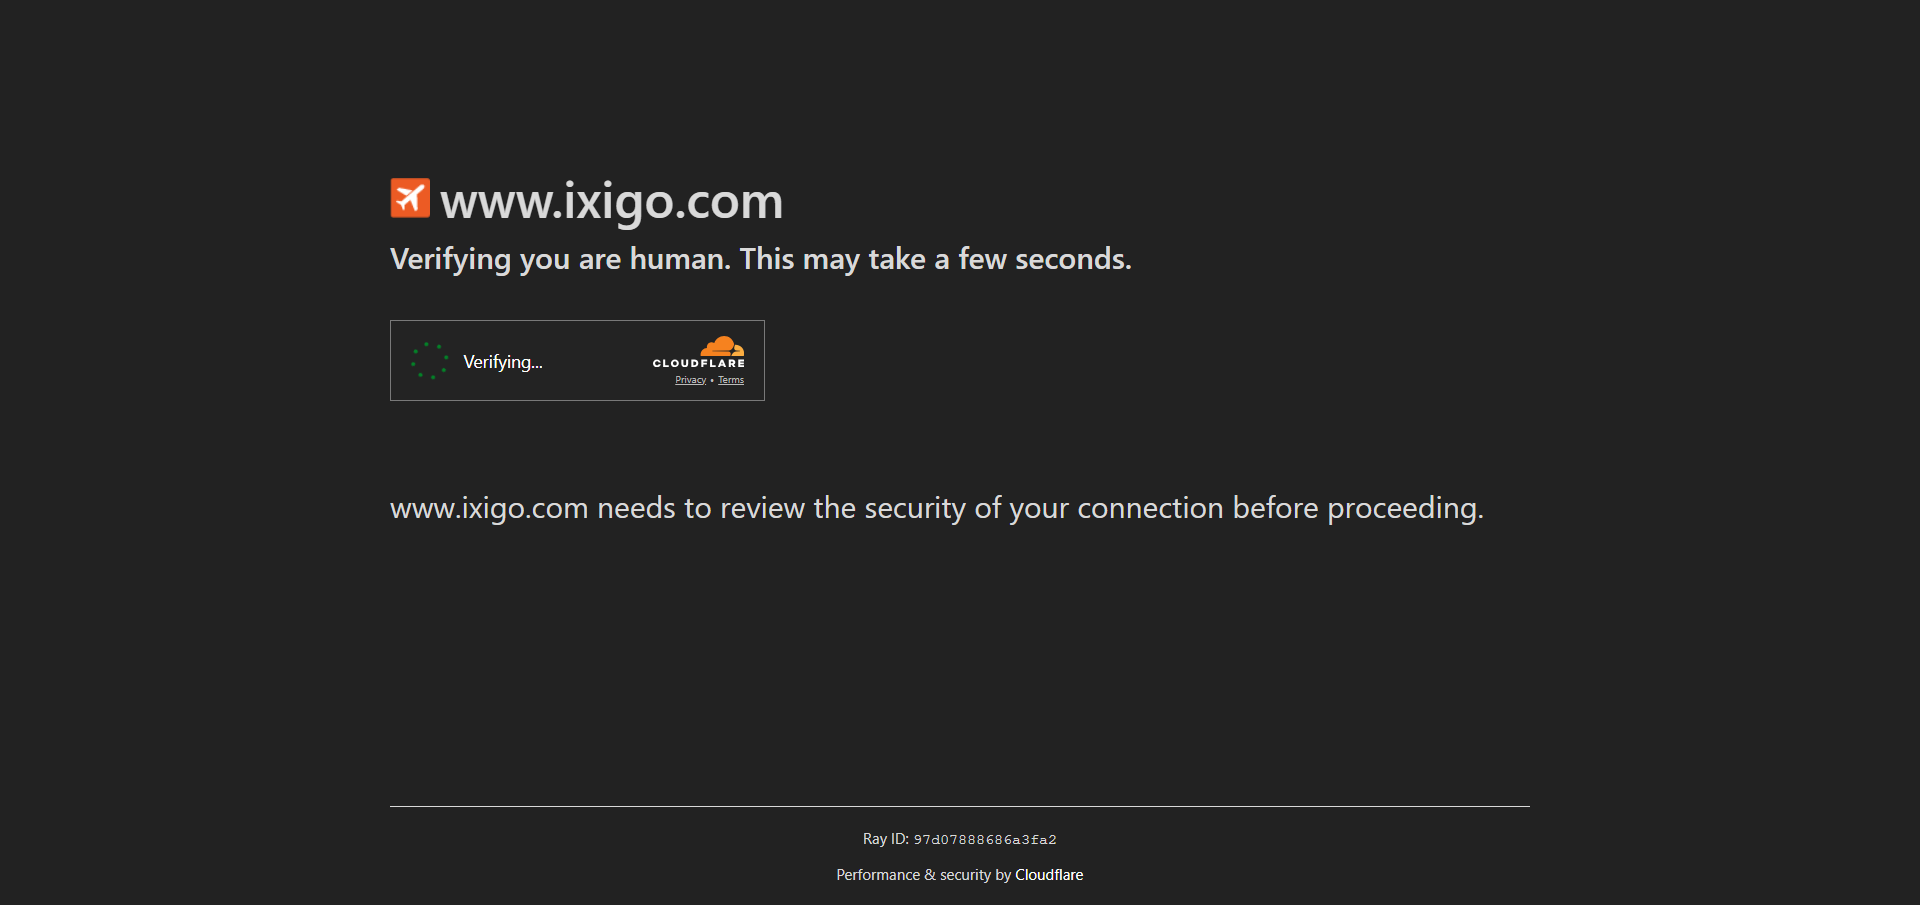 www.ixigo.com
Verifying you are human. This may take a few seconds.
Verifying...
CLOUDFLARE
Privacy • Terms
www.ixigo.com needs to review the security of your connection before proceeding.
Ray ID: 97d07888686a3fa2
Performance & security by Cloudflare